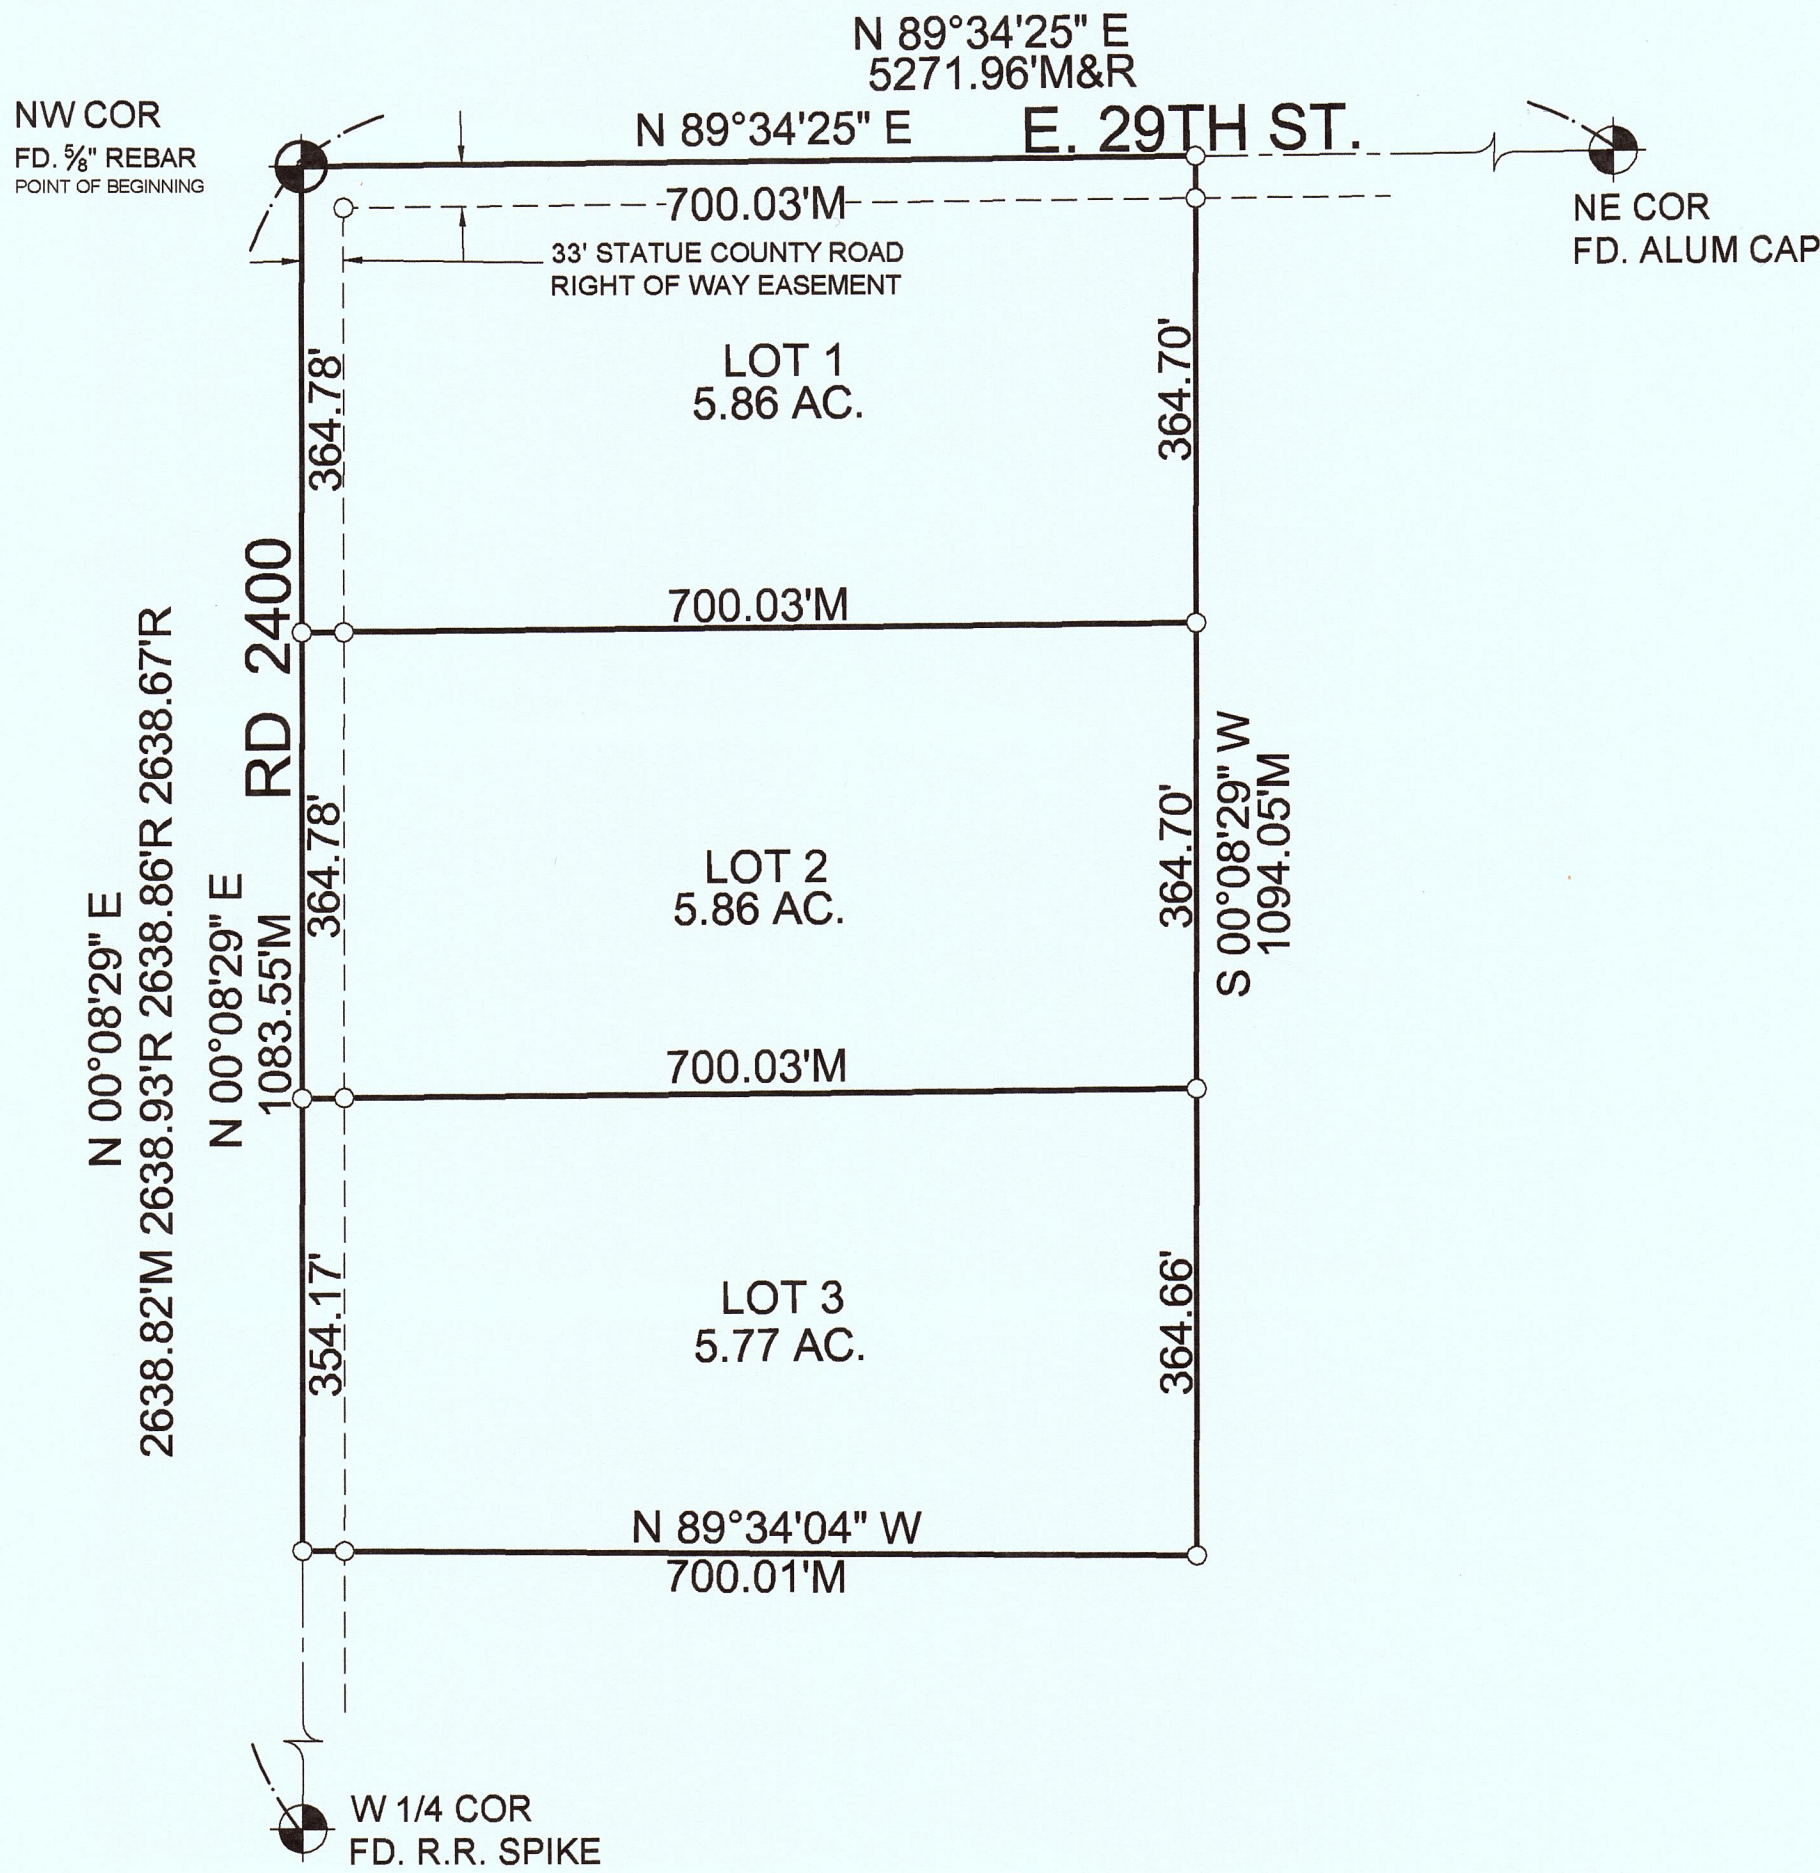 N 89°34'25" E
5271.96'M&R
NW COR
FD. ⅝" REBAR
POINT OF BEGINNING
N 89°34'25" E
E. 29TH ST.
700.03'M
NE COR
FD. ALUM CAP
33' STATUE COUNTY ROAD
RIGHT OF WAY EASEMENT
364.78'
LOT 1
5.86 AC.
364.70'
RD 2400
700.03'M
N 00°08'29" E
2638.82'M 2638.93'R 2638.86'R 2638.67'R
N 00°08'29" E
1083.55'M
364.78'
LOT 2
5.86 AC.
364.70'
S 00°08'29" W
1094.05'M
700.03'M
354.17'
LOT 3
5.77 AC.
364.66'
N 89°34'04" W
700.01'M
W 1/4 COR
FD. R.R. SPIKE